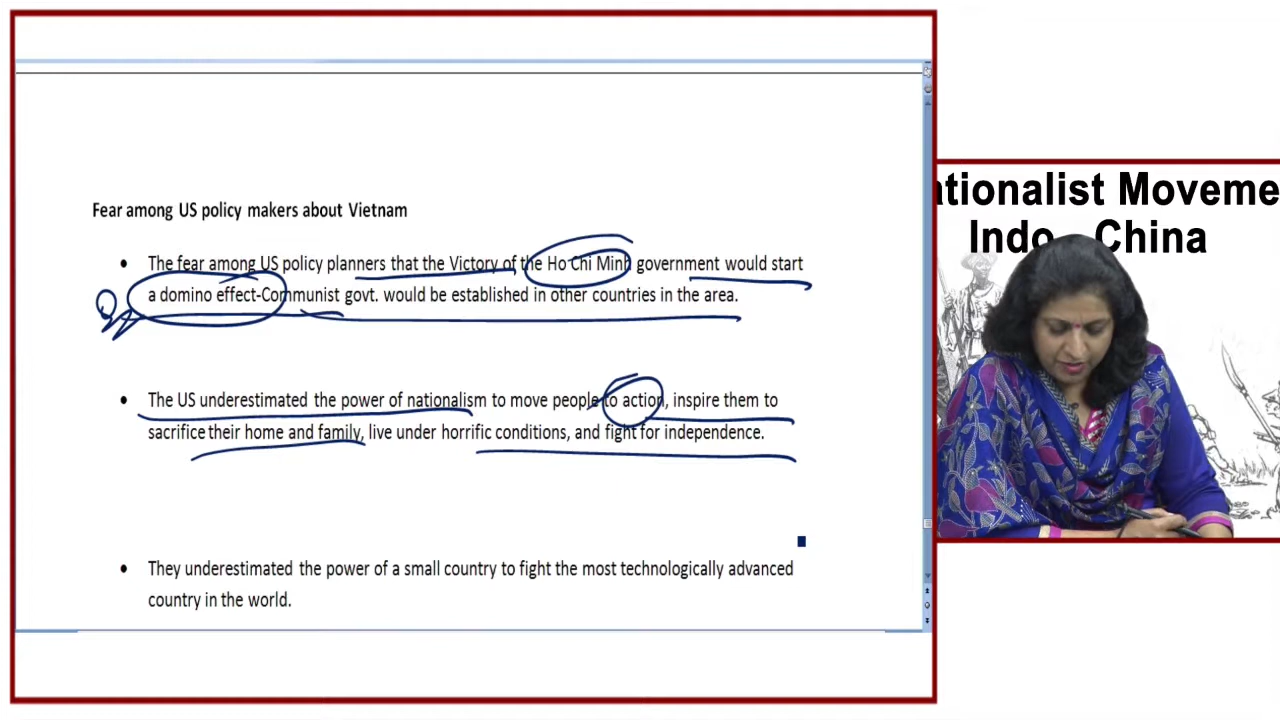 Fear among US policy makers about Vietnam
• The fear among US policy planners that the Victory of the Ho Chi Minh government would start
a domino effect-Communist govt. would be established in other countries in the area.
• The US underestimated the power of nationalism to move people to action, inspire them to
sacrifice their home and family, live under horrific conditions, and fight for independence.
• They underestimated the power of a small country to fight the most technologically advanced
country in the world.
ationalist Moveme
Indo China